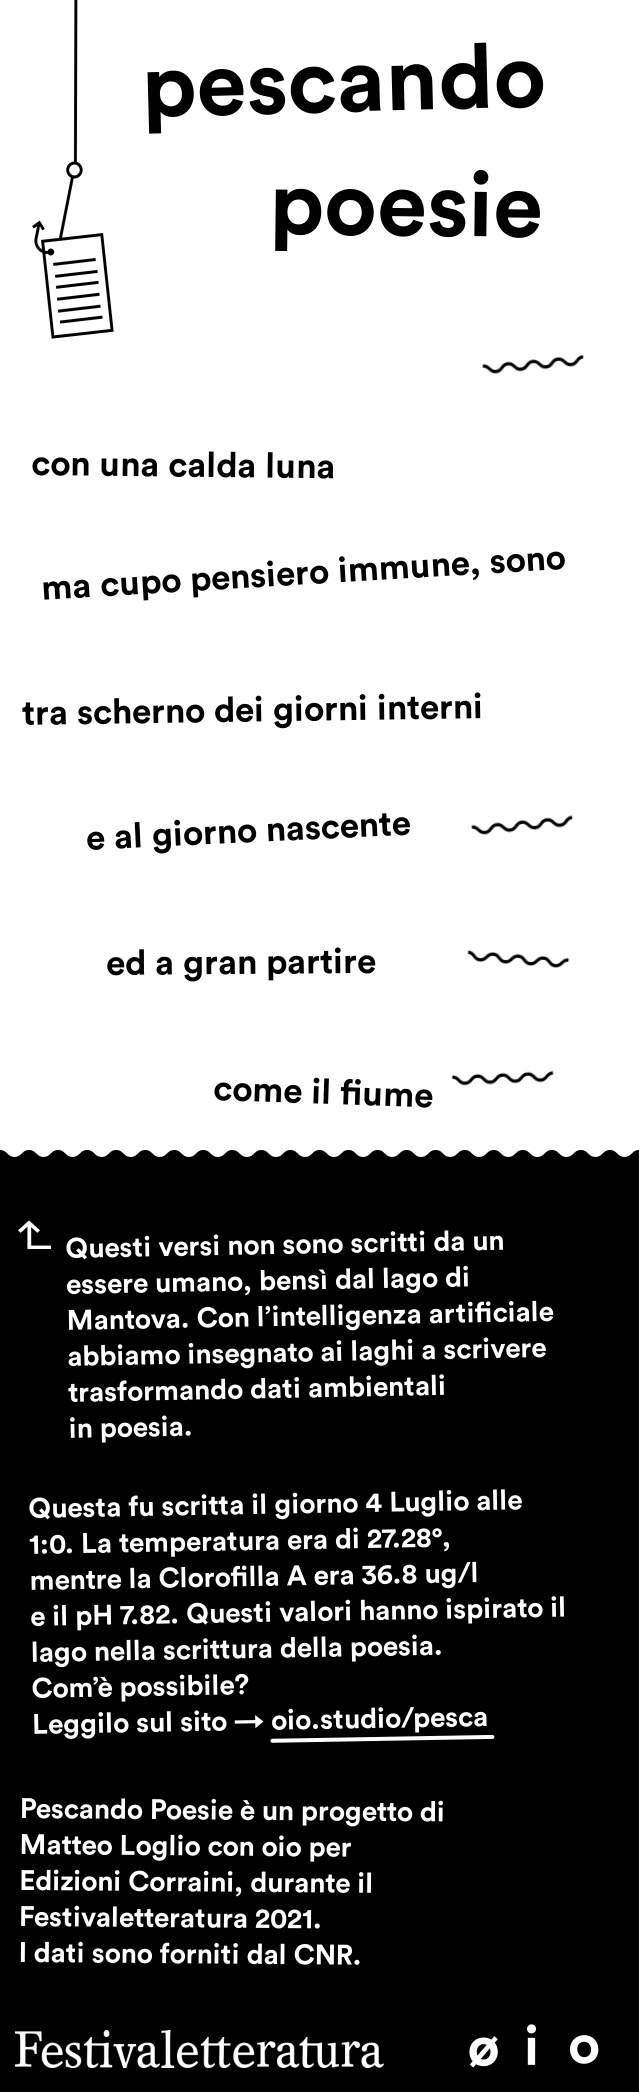 pescando
poesie
con una calda luna
ma cupo pensiero immune, sono
tra scherno dei giorni interni
e al giorno nascente
ed a gran partire
come il fiume
Questi versi non sono scritti da un
essere umano, bensì dal lago di
Mantova. Con l'intelligenza artificiale
abbiamo insegnato ai laghi a scrivere
trasformando dati ambientali
in poesia.
Questa fu scritta il giorno 4 Luglio alle
1:0. La temperatura era di 27.28°,
mentre la Clorofilla A era 36.8 ug/l
e il pH 7.82. Questi valori hanno ispirato il
lago nella scrittura della poesia.
Com'è possibile?
Leggilo sul sito → oio.studio/pesca
Pescando Poesie è un progetto di
Matteo Loglio con oio per
Edizioni Corraini, durante il
Festivaletteratura 2021.
I dati sono forniti dal CNR.
Festivaletteratura ø i o